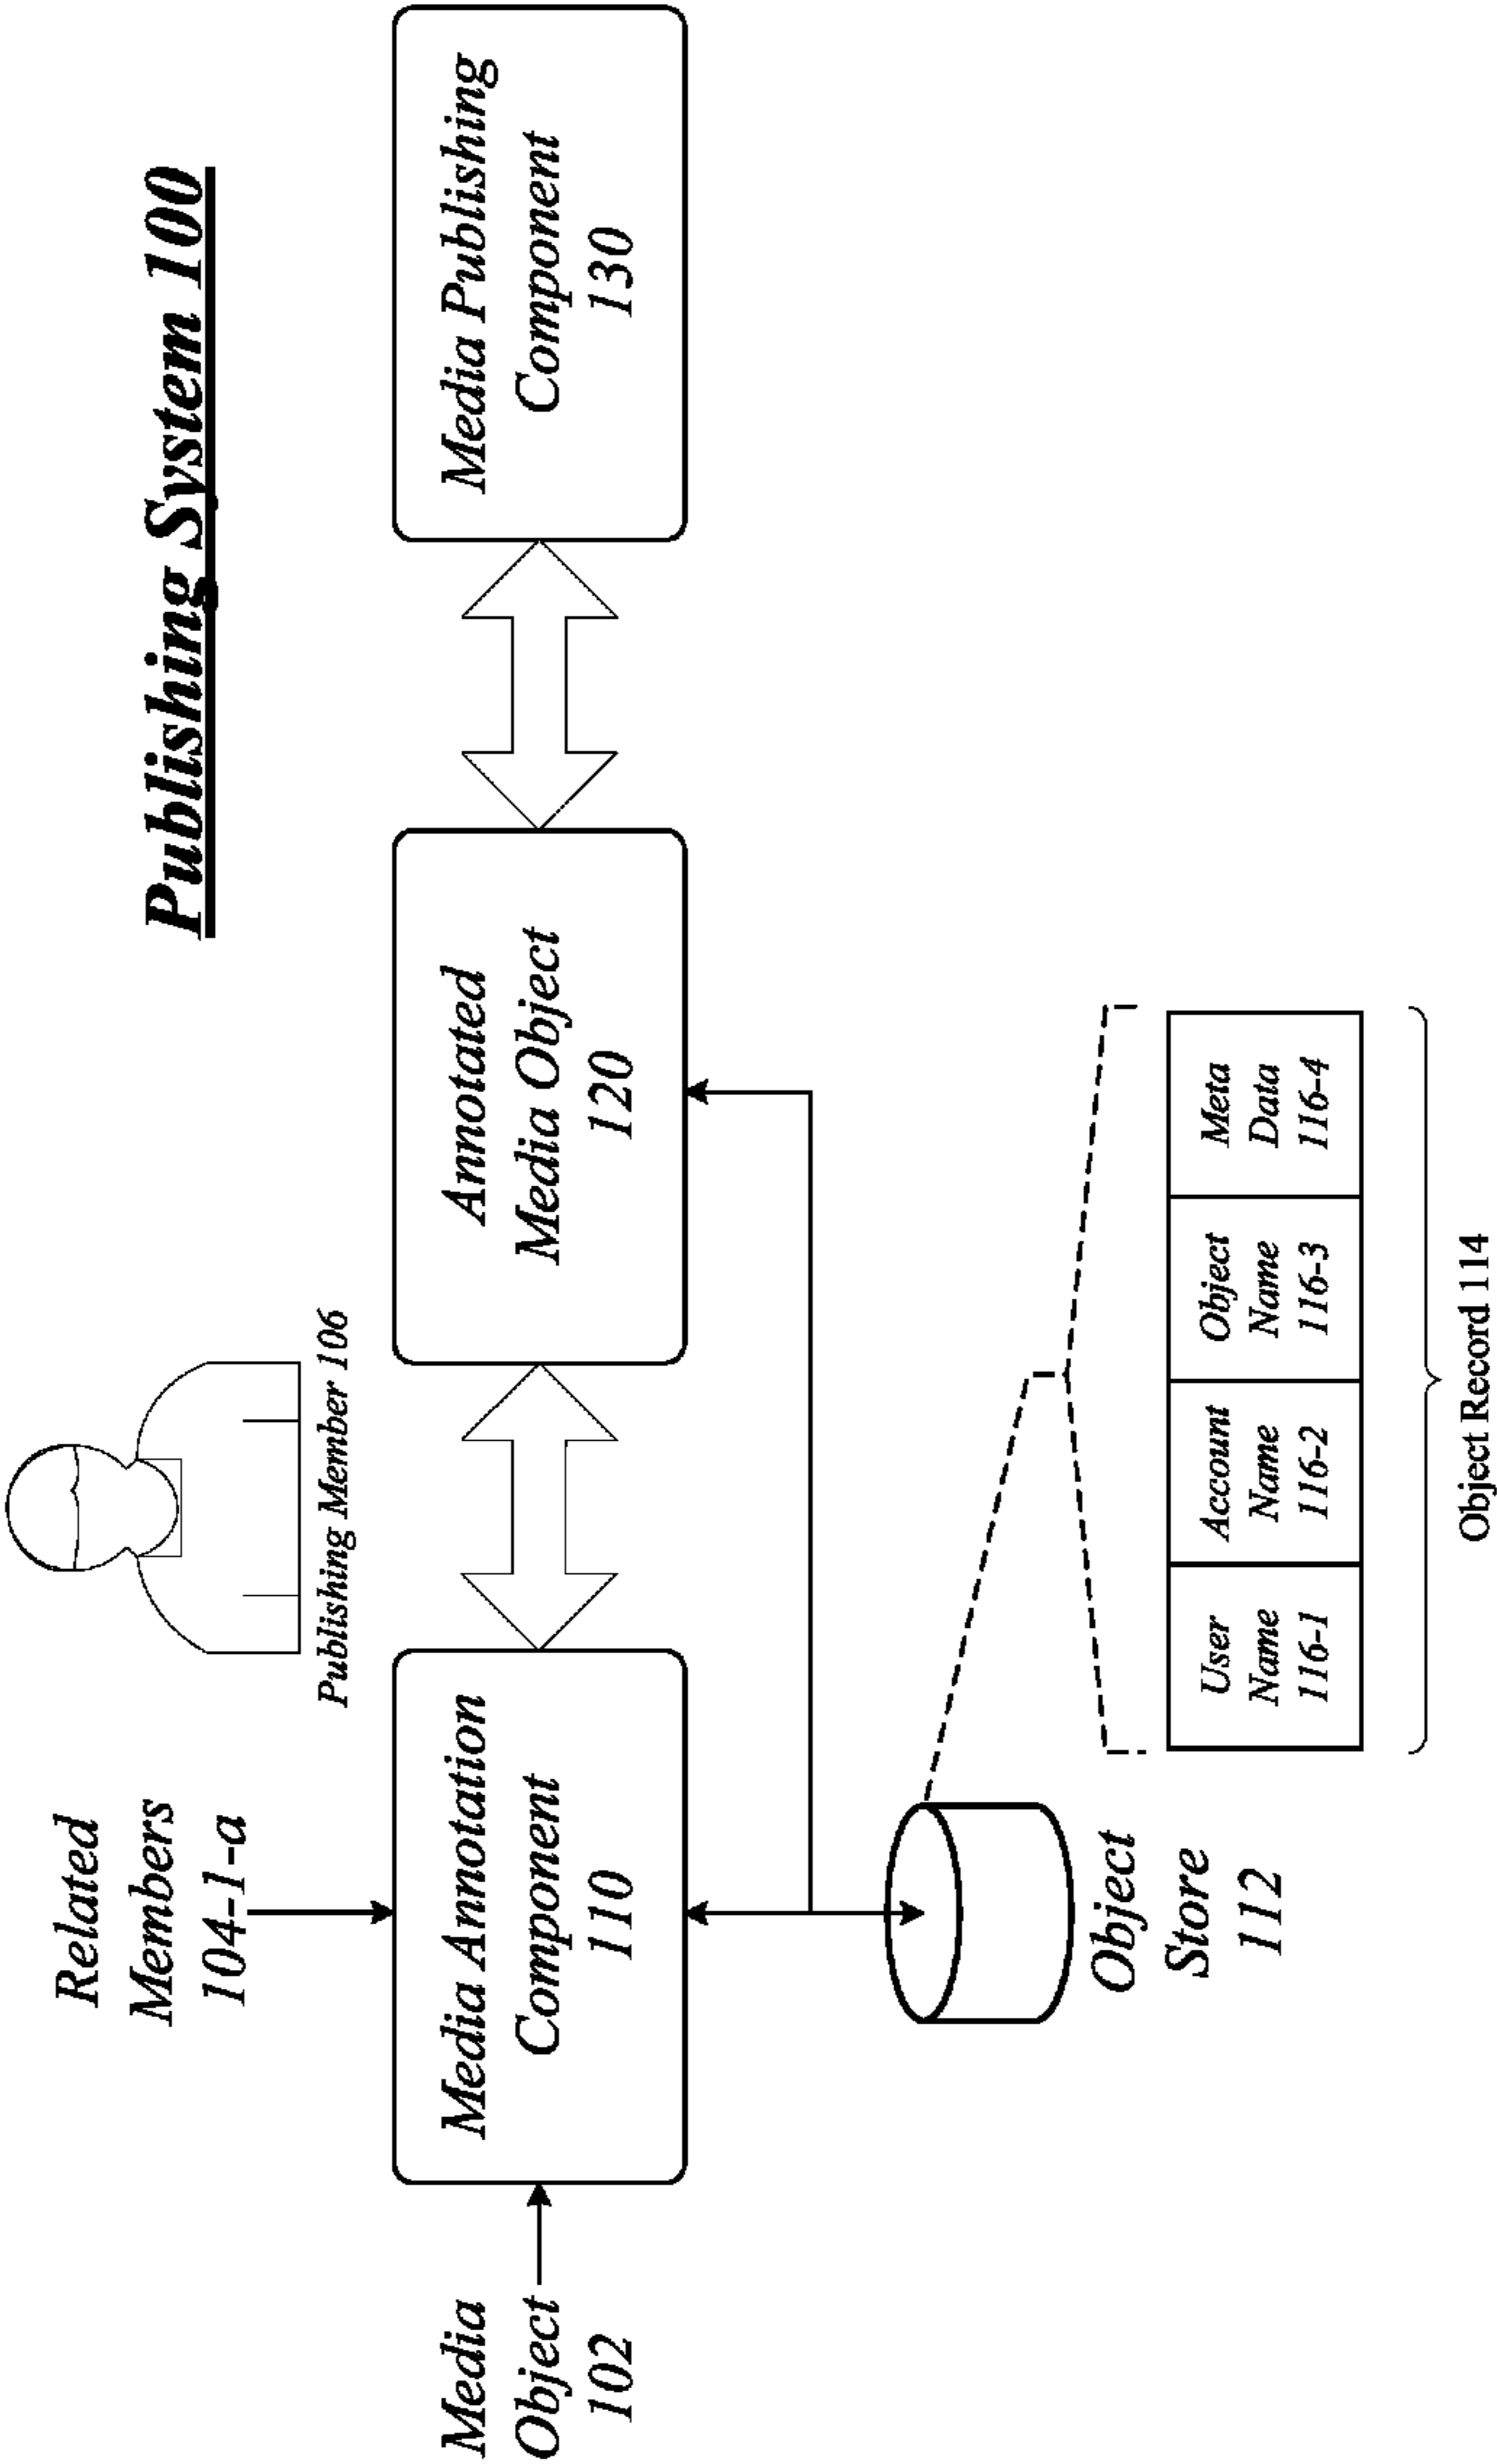 Publishing System 100
Related
Members
104-1-a
Publishing Member 106
Media
Object
102
Media Annotation
Component
110
Annotated
Media Object
120
Media Publishing
Component
130
Object
Store
112
User
Name
116-1
Account
Name
116-2
Object
Name
116-3
Meta
Data
116-4
Object Record 114